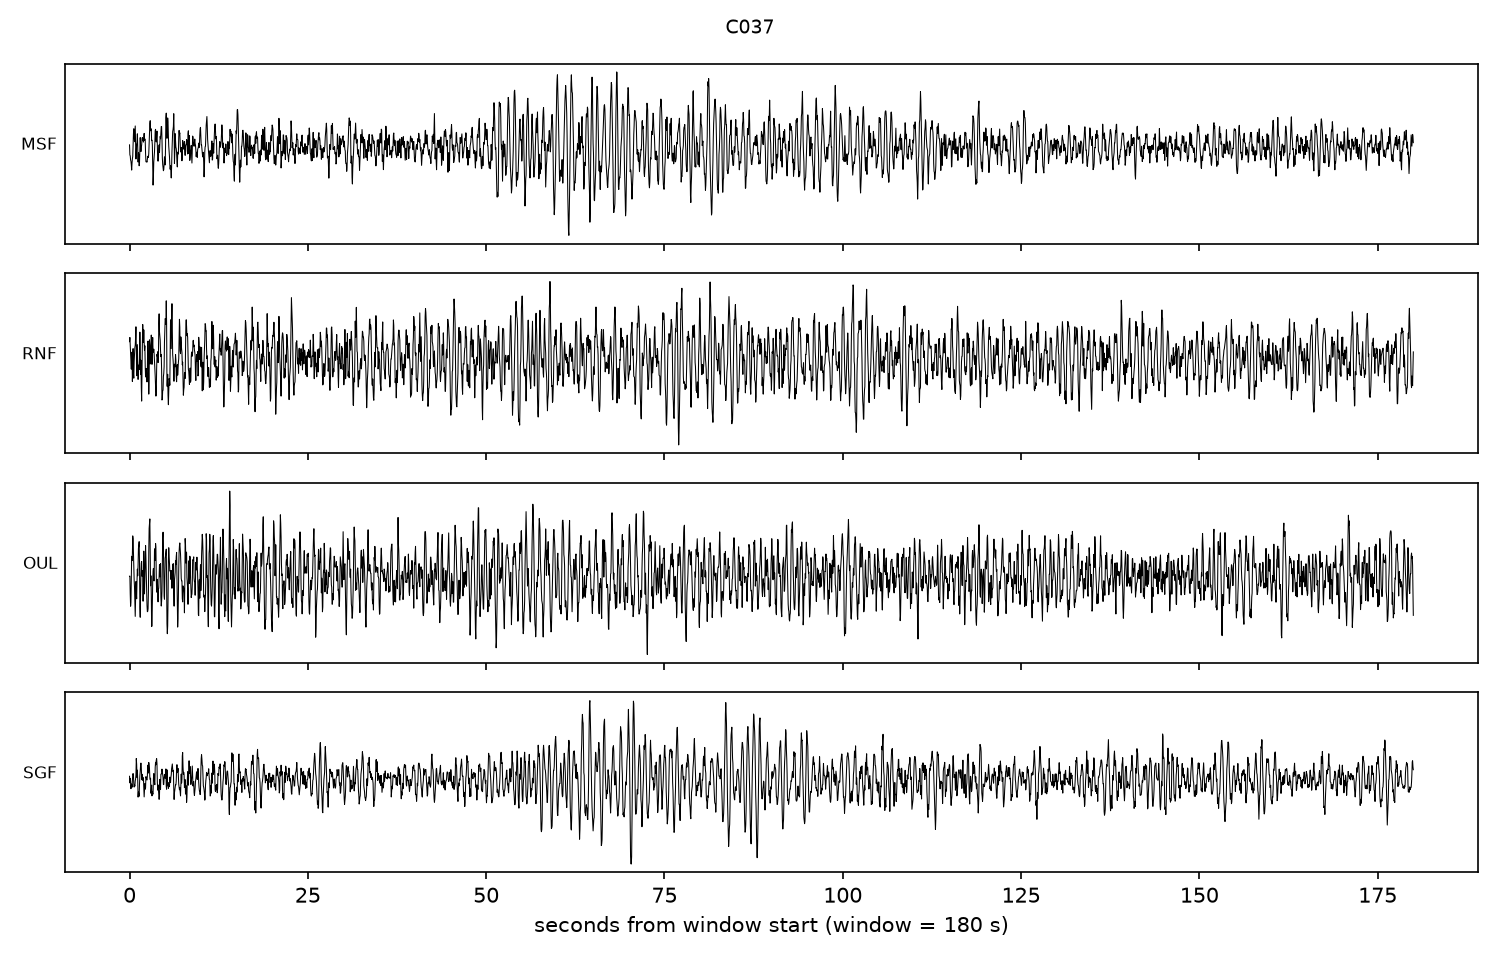 C037
MSF
RNF
OUL
SGF
0 25 50 75 100 125 150 175
seconds from window start (window = 180 s)